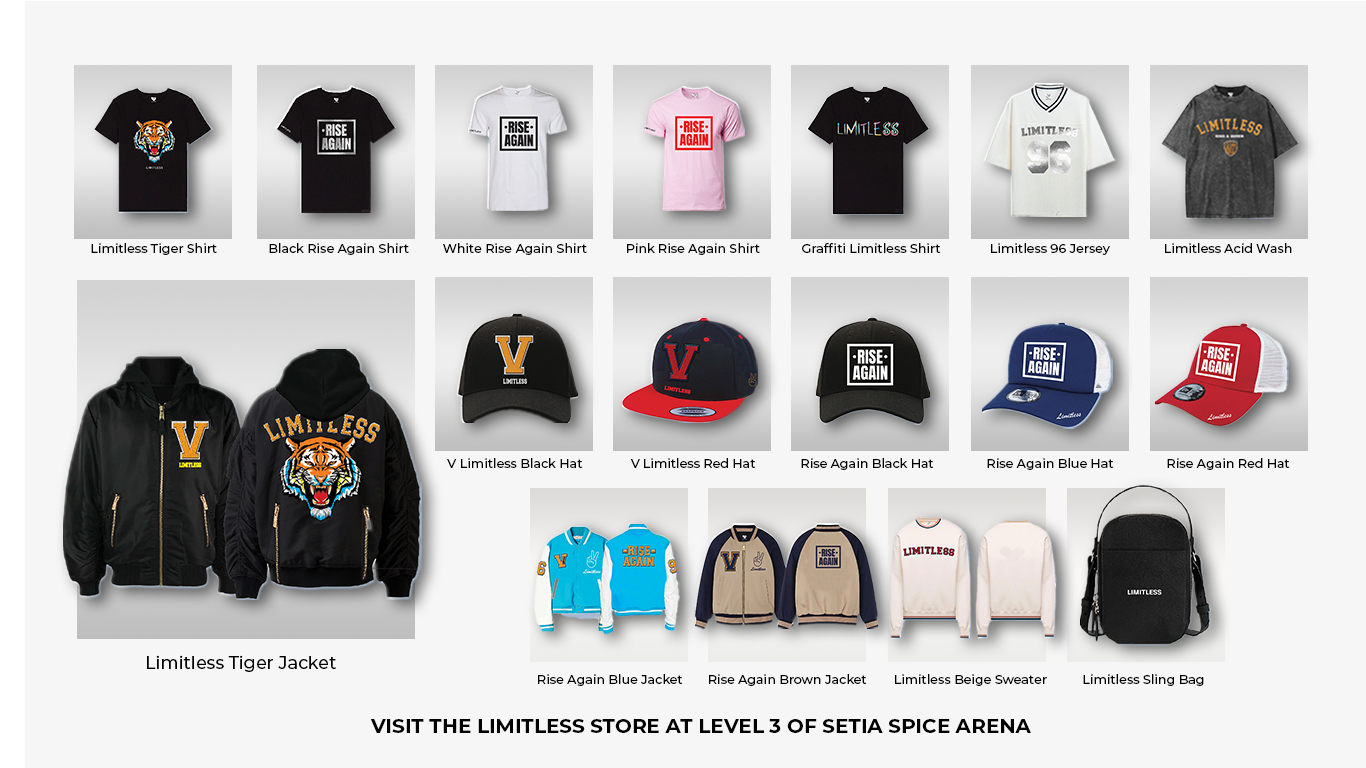 LIMITLESS
RISE
AGAIN
RISE
AGAIN
RISE
AGAIN
LIMITLESS
LIMITLESS
96
LIMITLESS
Limitless Tiger Shirt
Black Rise Again Shirt
White Rise Again Shirt
Pink Rise Again Shirt
Graffiti Limitless Shirt
Limitless 96 Jersey
Limitless Acid Wash
V
LIMITLESS
LIMITLESS
V
LIMITLESS
V
LIMITLESS
RISE
AGAIN
RISE
AGAIN
Limitless
RISE
AGAIN
Limitless
V Limitless Black Hat
V Limitless Red Hat
Rise Again Black Hat
Rise Again Blue Hat
Rise Again Red Hat
6
V
Limitless
RISE
AGAIN
9
V
Limitless
RISE
AGAIN
LIMITLESS
LIMITLESS
Limitless Tiger Jacket
Rise Again Blue Jacket
Rise Again Brown Jacket
Limitless Beige Sweater
Limitless Sling Bag
VISIT THE LIMITLESS STORE AT LEVEL 3 OF SETIA SPICE ARENA